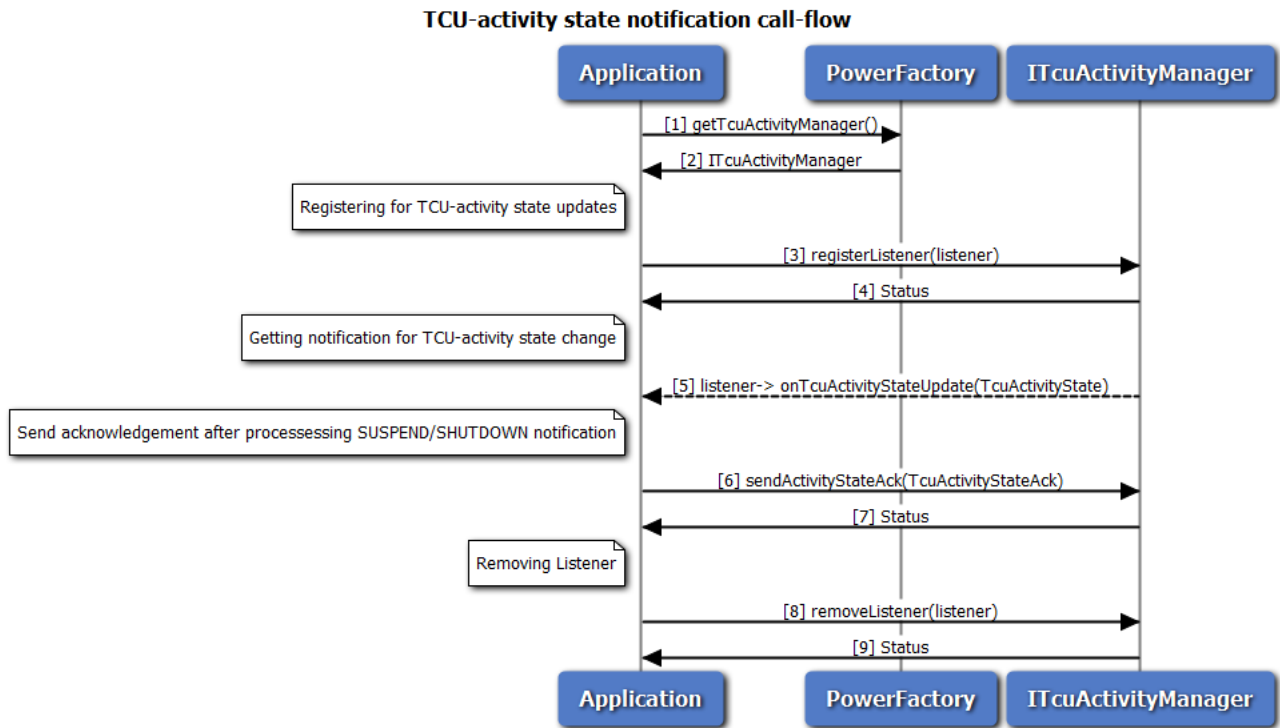 TCU-activity state notification call-flow
Application
PowerFactory
ITcuActivityManager
[1] getTcuActivityManager()
[2] ITcuActivityManager
Registering for TCU-activity state updates
[3] registerListener(listener)
[4] Status
Getting notification for TCU-activity state change
[5] listener-> onTcuActivityStateUpdate(TcuActivityState)
Send acknowledgement after processessing SUSPEND/SHUTDOWN notification
[6] sendActivityStateAck(TcuActivityStateAck)
[7] Status
Removing Listener
[8] removeListener(listener)
[9] Status
Application
PowerFactory
ITcuActivityManager